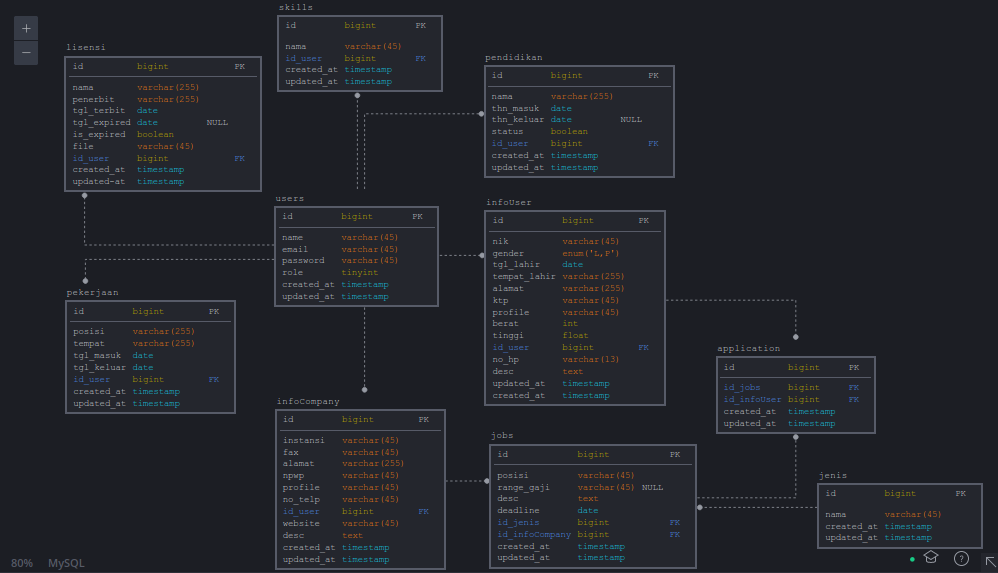 skills
id bigint PK
nama varchar(45)
id_user bigint FK
created_at timestamp
updated_at timestamp
+
−
lisensi
id bigint PK
nama varchar(255)
penerbit varchar(255)
tgl_terbit date
tgl_expired date NULL
is_expired boolean
file varchar(45)
id_user bigint FK
created_at timestamp
updated-at timestamp
pendidikan
id bigint PK
nama varchar(255)
thn_masuk date
thn_keluar date NULL
status boolean
id_user bigint FK
created_at timestamp
updated_at timestamp
users
id bigint PK
name varchar(45)
email varchar(45)
password varchar(45)
role tinyint
created_at timestamp
updated_at timestamp
infoUser
id bigint PK
nik varchar(45)
gender enum('L,P')
tgl_lahir date
tempat_lahir varchar(255)
alamat varchar(255)
ktp varchar(45)
profile varchar(45)
berat int
tinggi float
id_user bigint FK
no_hp varchar(13)
desc text
updated_at timestamp
created_at timestamp
pekerjaan
id bigint PK
posisi varchar(255)
tempat varchar(255)
tgl_masuk date
tgl_keluar date
id_user bigint FK
created_at timestamp
updated_at timestamp
application
id bigint PK
id_jobs bigint FK
id_infoUser bigint FK
created_at timestamp
updated_at timestamp
infoCompany
id bigint PK
instansi varchar(45)
fax varchar(45)
alamat varchar(255)
npwp varchar(45)
profile varchar(45)
no_telp varchar(45)
id_user bigint FK
website varchar(45)
desc text
created_at timestamp
updated_at timestamp
jobs
id bigint PK
posisi varchar(45)
range_gaji varchar(45) NULL
desc text
deadline date
id_jenis bigint FK
id_infoCompany bigint FK
created_at timestamp
updated_at timestamp
jenis
id bigint PK
nama varchar(45)
created_at timestamp
updated_at timestamp
80% MySQL
?